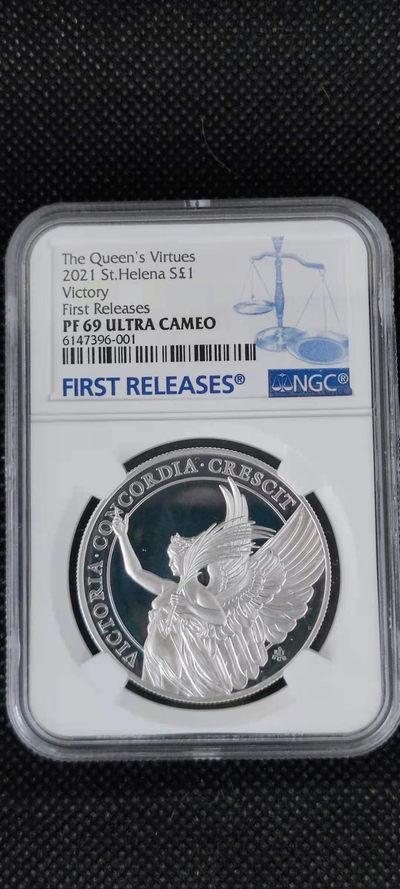 The Queen's Virtues
2021 St.Helena S£1
Victory
First Releases
PF 69 ULTRA CAMEO
6147396-001
FIRST RELEASES®
NGC®
VICTORIA · CONCORDIA · CRESCIT